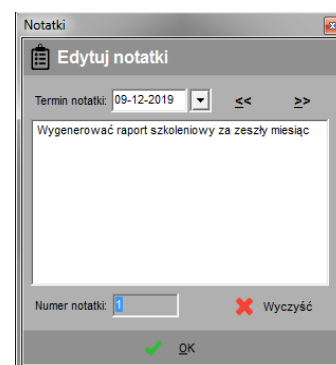 Notatki
Edytuj notatki
Termin notatki: 09-12-2019 << >>
Wygenerować raport szkoleniowy za zeszły miesiąc
Numer notatki: 1 Wyczyść
OK